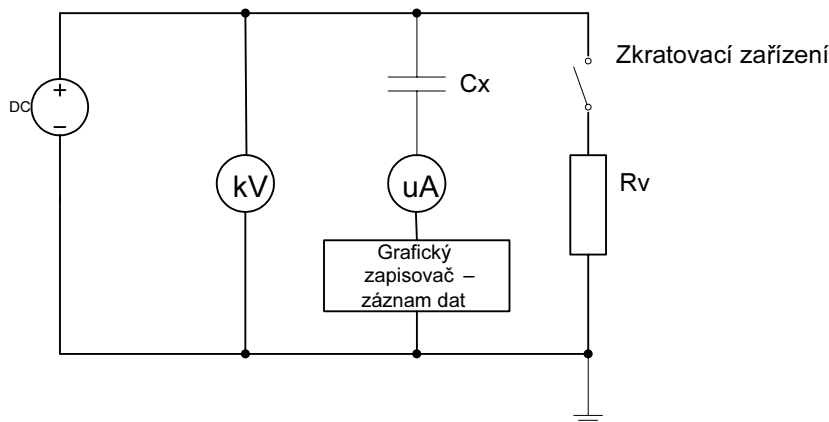 Zkratovací zařízení
DC
+
–
Cx
kV
uA
Rv
Grafický
zapisovač –
záznam dat